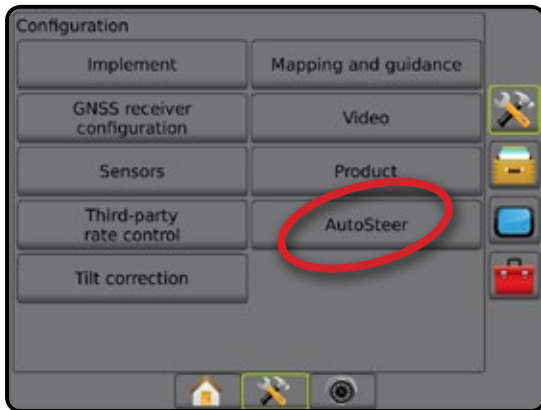 Configuration
Implement
Mapping and guidance
GNSS receiver
configuration
Video
Sensors
Product
Third-party
rate control
AutoSteer
Tilt correction